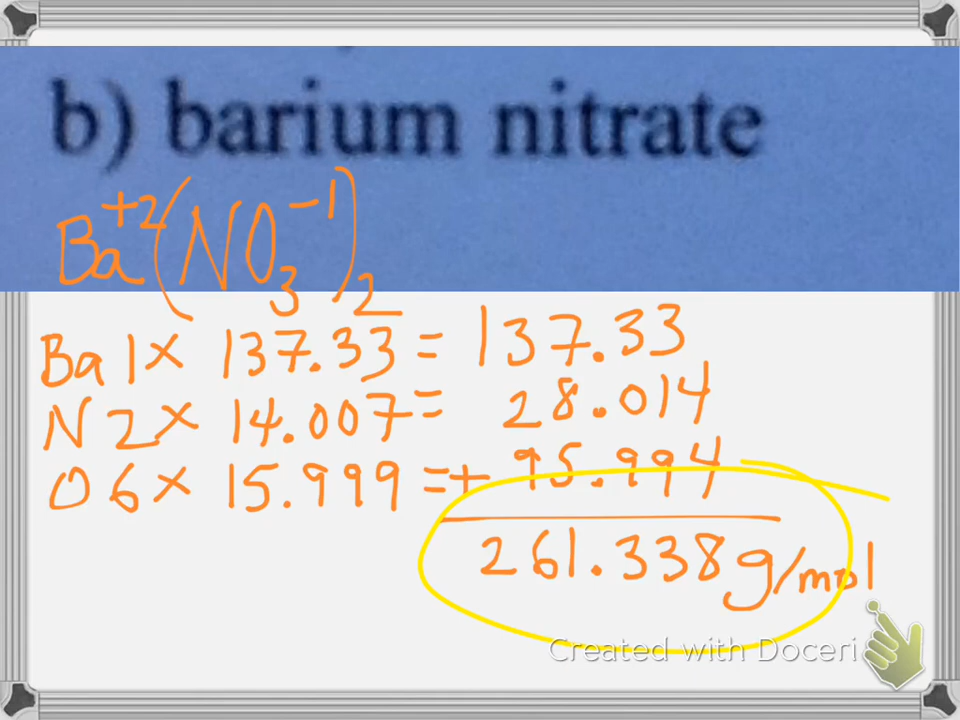 b) barium nitrate
Ba⁺²(NO₃⁻¹)₂
Ba 1 × 137.33 = 137.33
N 2 × 14.007 = 28.014
O 6 × 15.999 = + 95.994
261.338 g/mol
Created with Doceri